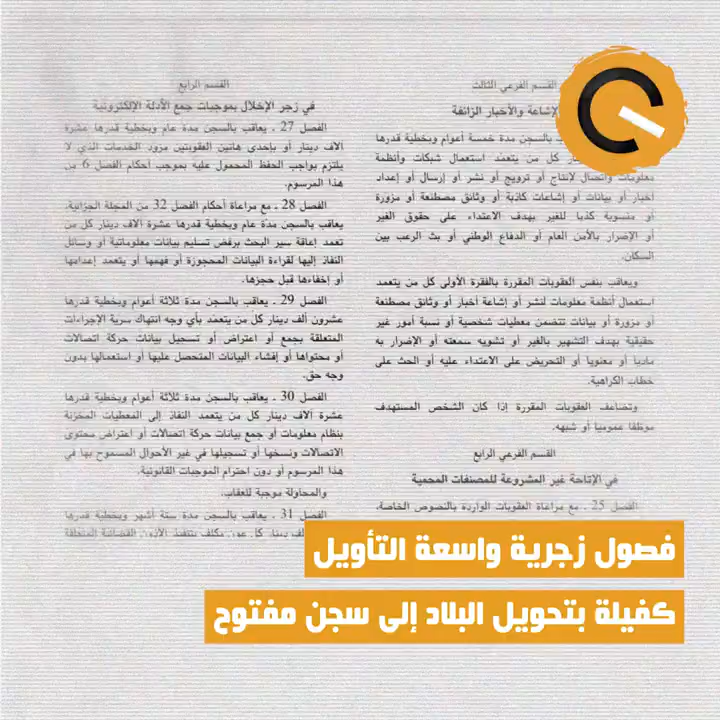 القسم الفرعي الثالث
الإشاعة والأخبار الزائفة
بالسجن مدة خمسة أعوام وبخطية قدرها
كل من يتعمد استعمال شبكات وأنظمة
معلومات واتصال لإنتاج أو ترويج أو نشر أو إرسال أو إعداد
أخبار أو بيانات أو إشاعات كاذبة أو وثائق مصطنعة أو مزورة
أو منسوبة كذبا للغير بهدف الاعتداء على حقوق الغير
أو الإضرار بالأمن العام أو الدفاع الوطني أو بث الرعب بين
السكان.
ويعاقب بنفس العقوبات المقررة بالفقرة الأولى كل من يتعمد
استعمال أنظمة معلومات لنشر أو إشاعة أخبار أو وثائق مصطنعة
أو مزورة أو بيانات تتضمن معطيات شخصية أو نسبة أمور غير
حقيقية بهدف التشهير بالغير أو تشويه سمعته أو الإضرار به
ماديا أو معنويا أو التحريض على الاعتداء عليه أو الحث على
خطاب الكراهية.
وتضاعف العقوبات المقررة إذا كان الشخص المستهدف
موظفا عموميا أو شبهه.
القسم الفرعي الرابع
في الإتاحة غير المشروعة للمصنفات المحمية
الفصل 25 ـ مع مراعاة العقوبات الواردة بالنصوص الخاصة،
القسم الرابع
في زجر الإخلال بموجبات جمع الأدلة الإلكترونية
الفصل 27 ـ يعاقب بالسجن مدة عام وبخطية قدرها عشرة
آلاف دينار أو بإحدى هاتين العقوبتين مزود الخدمات الذي لا
يلتزم بواجب الحفظ المحمول عليه بموجب أحكام الفصل 6 من
هذا المرسوم.
الفصل 28 ـ مع مراعاة أحكام الفصل 32 من المجلة الجزائية،
يعاقب بالسجن مدة عام وبخطية قدرها عشرة آلاف دينار كل من
تعمد إعاقة سير البحث برفض تسليم بيانات معلوماتية أو وسائل
النفاذ إليها لقراءة البيانات المحجوزة أو فهمها أو يتعمد إعدامها
أو إخفاءها قبل حجزها.
الفصل 29 ـ يعاقب بالسجن مدة ثلاثة أعوام وبخطية قدرها
عشرون ألف دينار كل من يتعمد بأي وجه انتهاك سرية الإجراءات
المتعلقة بجمع أو اعتراض أو تسجيل بيانات حركة اتصالات
أو محتواها أو إفشاء البيانات المتحصل عليها أو استعمالها بدون
وجه حق.
الفصل 30 ـ يعاقب بالسجن مدة ثلاثة أعوام وبخطية قدرها
عشرة آلاف دينار كل من يتعمد النفاذ إلى المعطيات المخزنة
بنظام معلومات أو جمع بيانات حركة اتصالات أو اعتراض محتوى
الاتصالات ونسخها أو تسجيلها في غير الأحوال المسموح بها في
هذا المرسوم أو دون احترام الموجبات القانونية.
والمحاولة موجبة للعقاب.
الفصل 31 ـ يعاقب بالسجن مدة ستة أشهر وبخطية قدرها
دينار كل عون مكلف بتنفيذ الأذون القضائية المتعلقة
فصول زجرية واسعة التأويل
كفيلة بتحويل البلاد إلى سجن مفتوح